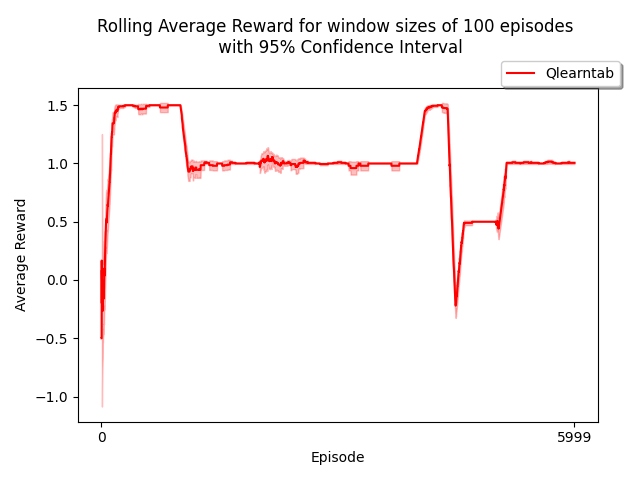 Rolling Average Reward for window sizes of 100 episodes
with 95% Confidence Interval
Qlearntab
1.5
1.0
0.5
0.0
−0.5
−1.0
Average Reward
0
5999
Episode